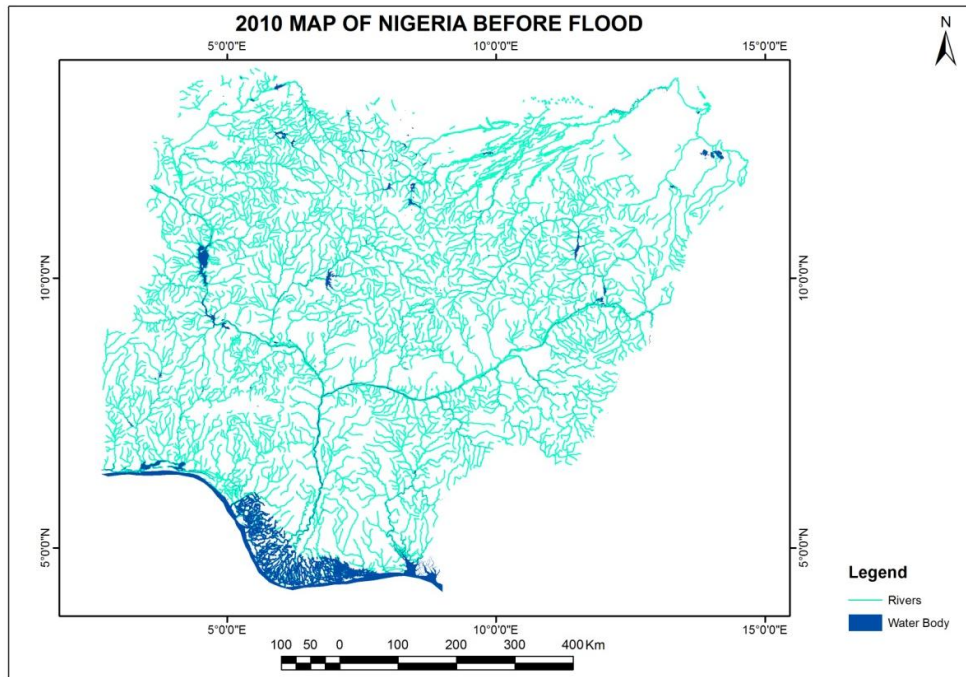 2010 MAP OF NIGERIA BEFORE FLOOD
N
5°0'0"E 10°0'0"E 15°0'0"E
10°0'0"N 10°0'0"N
5°0'0"N 5°0'0"N
Legend
Rivers
Water Body
5°0'0"E 10°0'0"E 15°0'0"E
100 50 0 100 200 300 400 Km